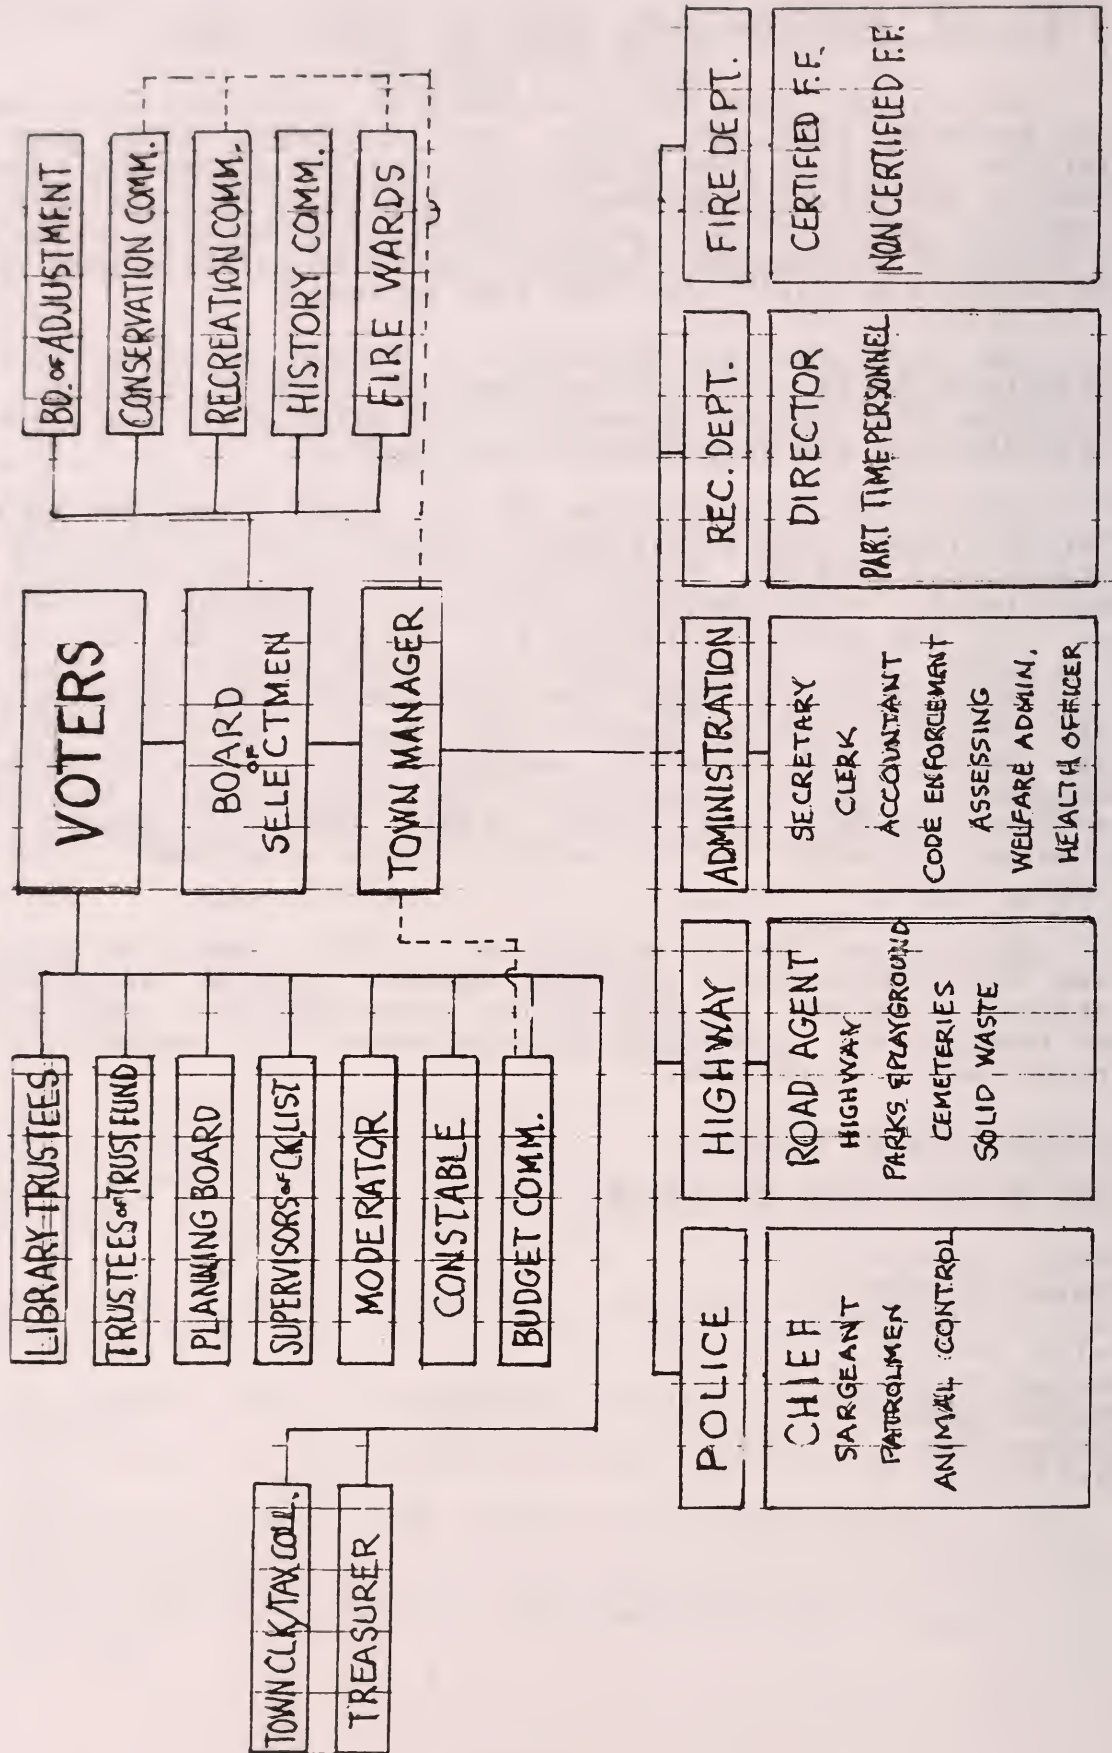 VOTERS
BOARD
OF
SELECTMEN
TOWN MANAGER
TOWN CLK/TAX COLL.
TREASURER
LIBRARY TRUSTEES
TRUSTEES OF TRUST FUND
PLANNING BOARD
SUPERVISORS OF CK LIST
MODERATOR
CONSTABLE
BUDGET COMM.
BD. OF ADJUSTMENT
CONSERVATION COMM.
RECREATION COMM.
HISTORY COMM.
FIRE WARDS
POLICE
CHIEF
SARGEANT
PATROLMEN
ANIMAL CONTROL
HIGHWAY
ROAD AGENT
HIGHWAY
PARKS & PLAYGROUND
CEMETERIES
SOLID WASTE
ADMINISTRATION
SECRETARY
CLERK
ACCOUNTANT
CODE ENFORCEMENT
ASSESSING
WELFARE ADMIN.
HEALTH OFFICER
REC. DEPT.
DIRECTOR
PART TIME PERSONNEL
FIRE DEPT.
CERTIFIED F.F.
NON CERTIFIED F.F.